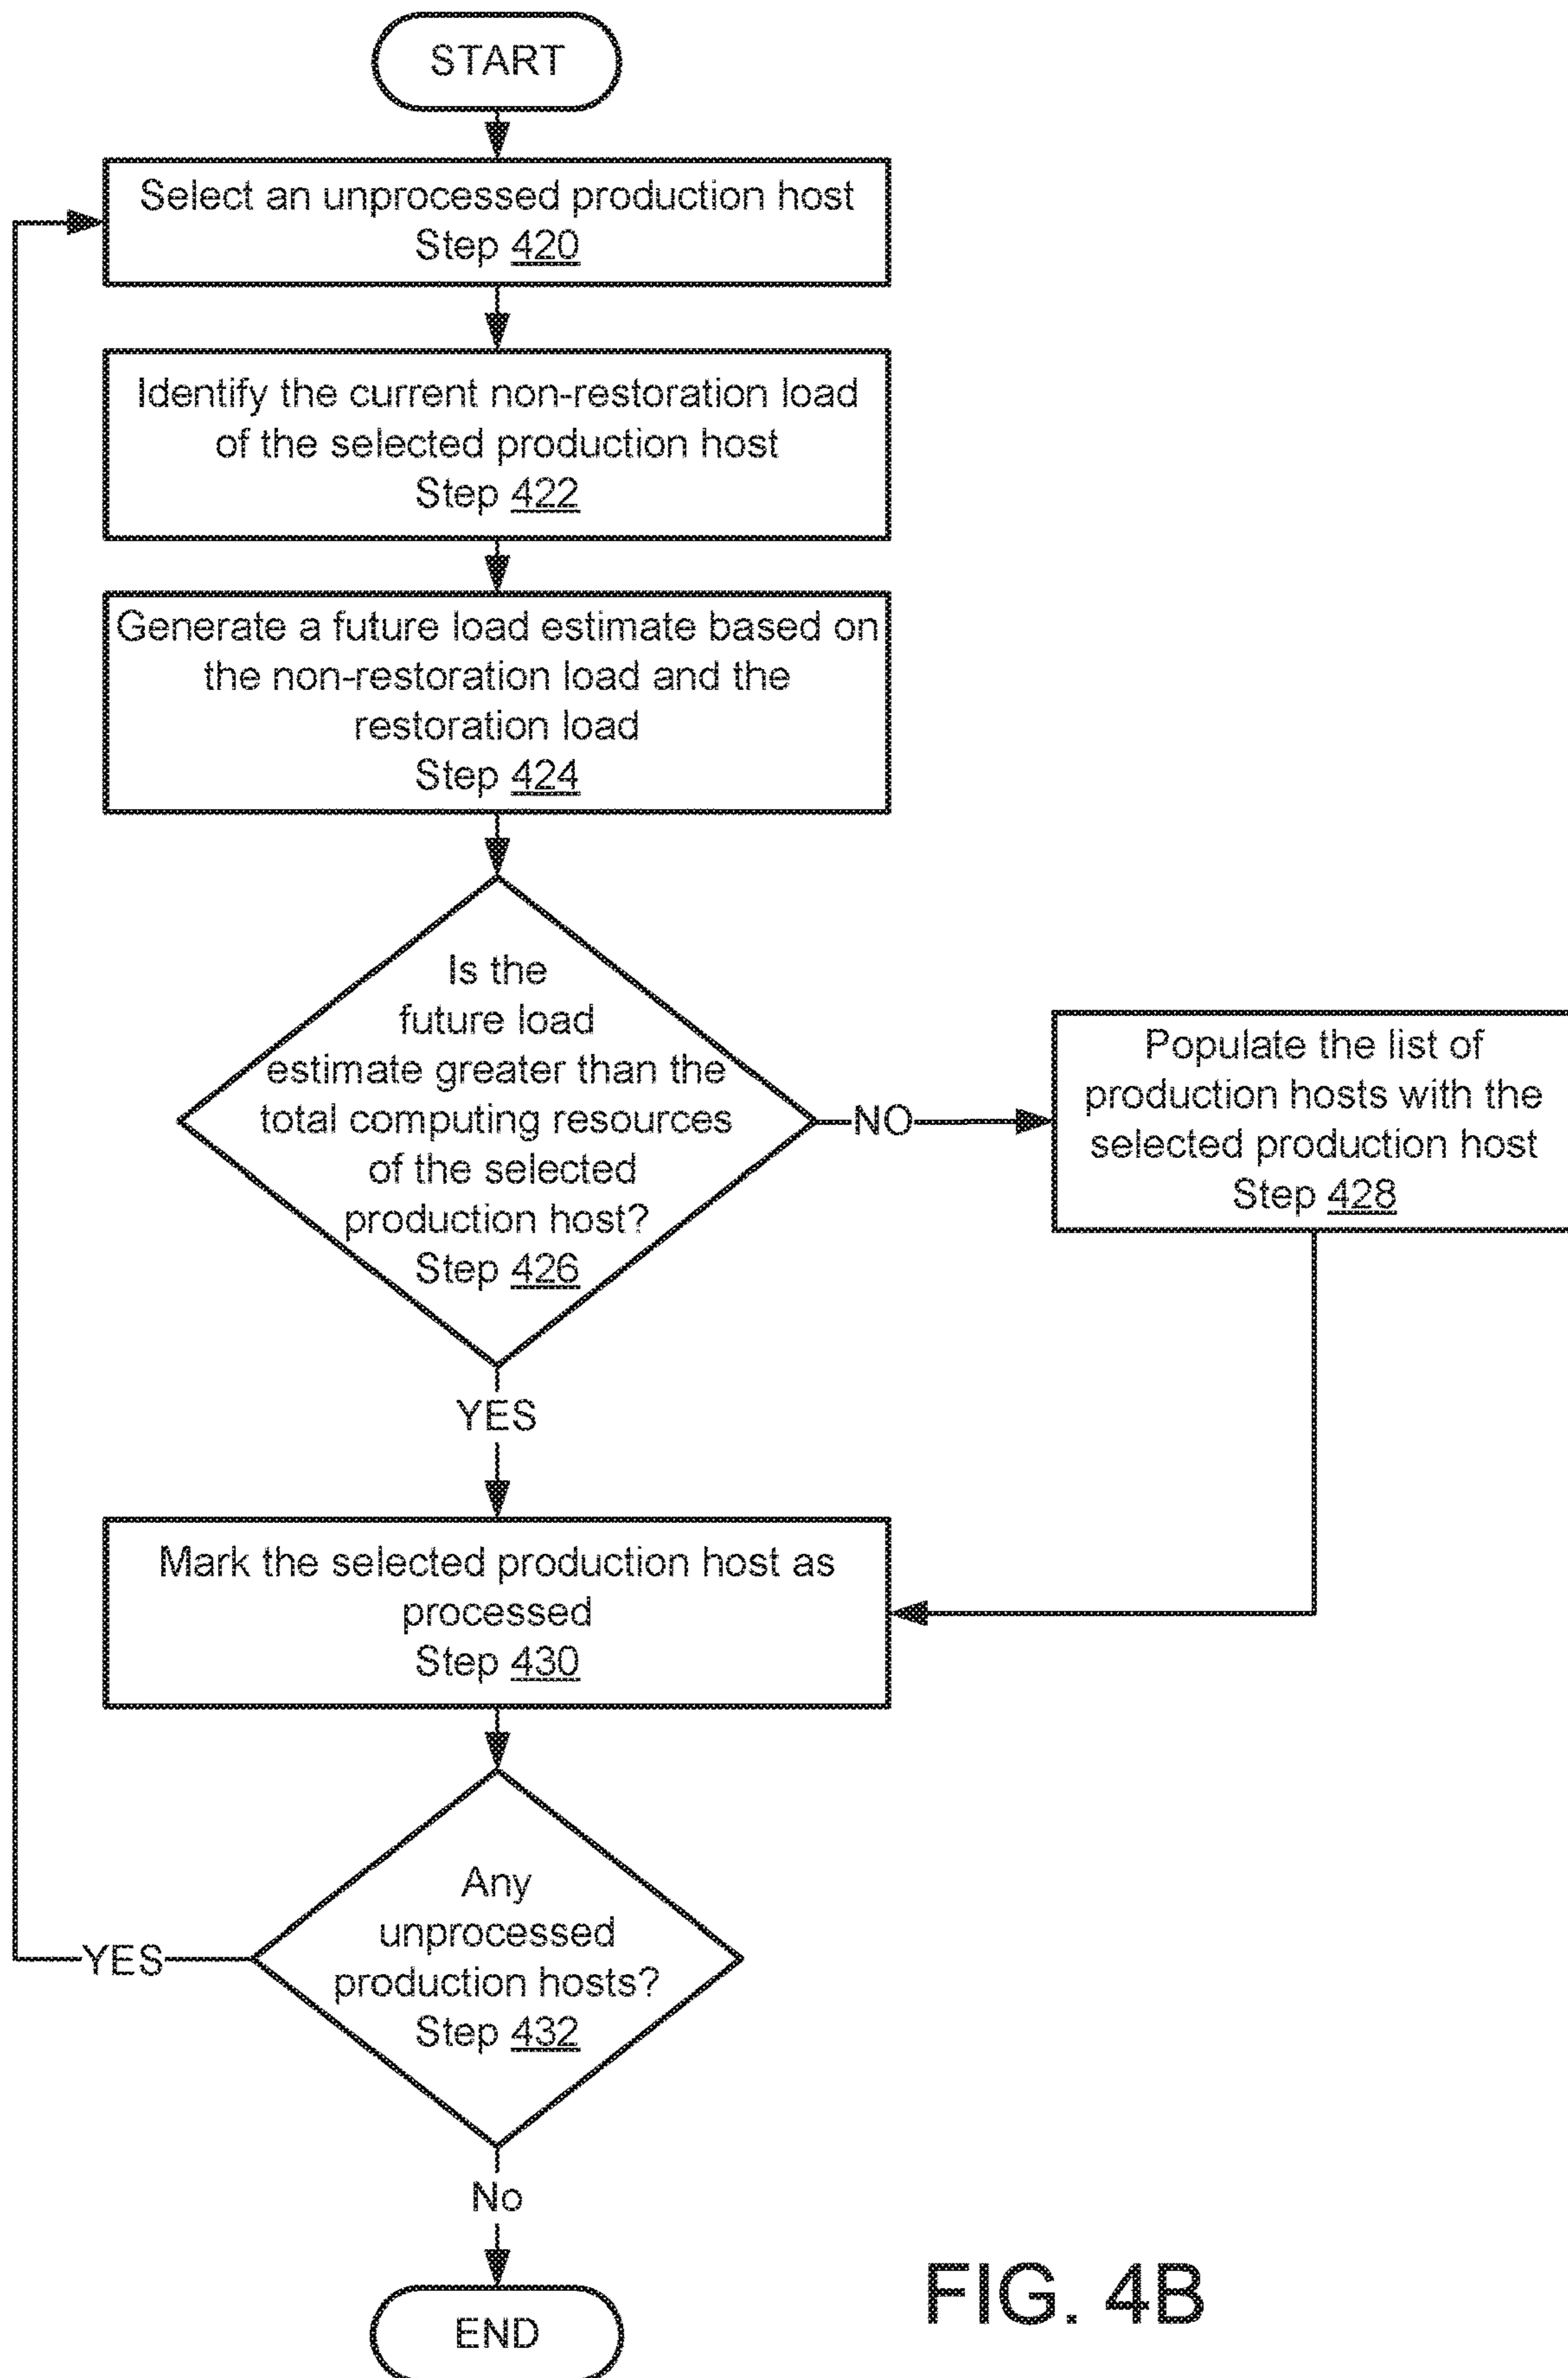 START
Select an unprocessed production host
Step 420
Identify the current non-restoration load
of the selected production host
Step 422
Generate a future load estimate based on
the non-restoration load and the
restoration load
Step 424
Is the
future load
estimate greater than the
total computing resources
of the selected
production host?
Step 426
NO
Populate the list of
production hosts with the
selected production host
Step 428
YES
Mark the selected production host as
processed
Step 430
Any
unprocessed
production hosts?
Step 432
YES
No
END
FIG. 4B